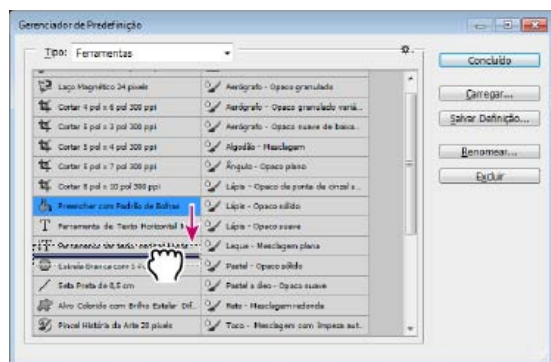 Gerenciador de Predefinição
Tipo: Ferramentas
Laço Magnético 24 pixels
Cortar 4 pol x 6 pol 300 ppi
Cortar 5 pol x 3 pol 300 ppi
Cortar 5 pol x 4 pol 300 ppi
Cortar 5 pol x 7 pol 300 ppi
Cortar 8 pol x 10 pol 300 ppi
Preencher com Padrão de Bolhas
Ferramenta de Texto Horizontal
Estrela Branca com 5
Seta Preta de 0,5 cm
Alvo Colorido com Brilho Estelar Dif...
Pincel História da Arte 20 pixels
Aerógrafo - Opaco granulado
Aerógrafo - Opaco granulado variá...
Aerógrafo - Opaco suave de baixa...
Algodão - Mesclagem
Ângulo - Opaco plano
Lápis - Opaco de ponta de cinzel s...
Lápis - Opaco sólido
Lápis - Opaco suave
Leque - Mesclagem plana
Pastel - Opaco sólido
Pastel a óleo - Opaco suave
Reto - Mesclagem redonda
Toco - Mesclagem com limpeza aut...
Concluído
Carregar...
Salvar Definição...
Renomear...
Excluir